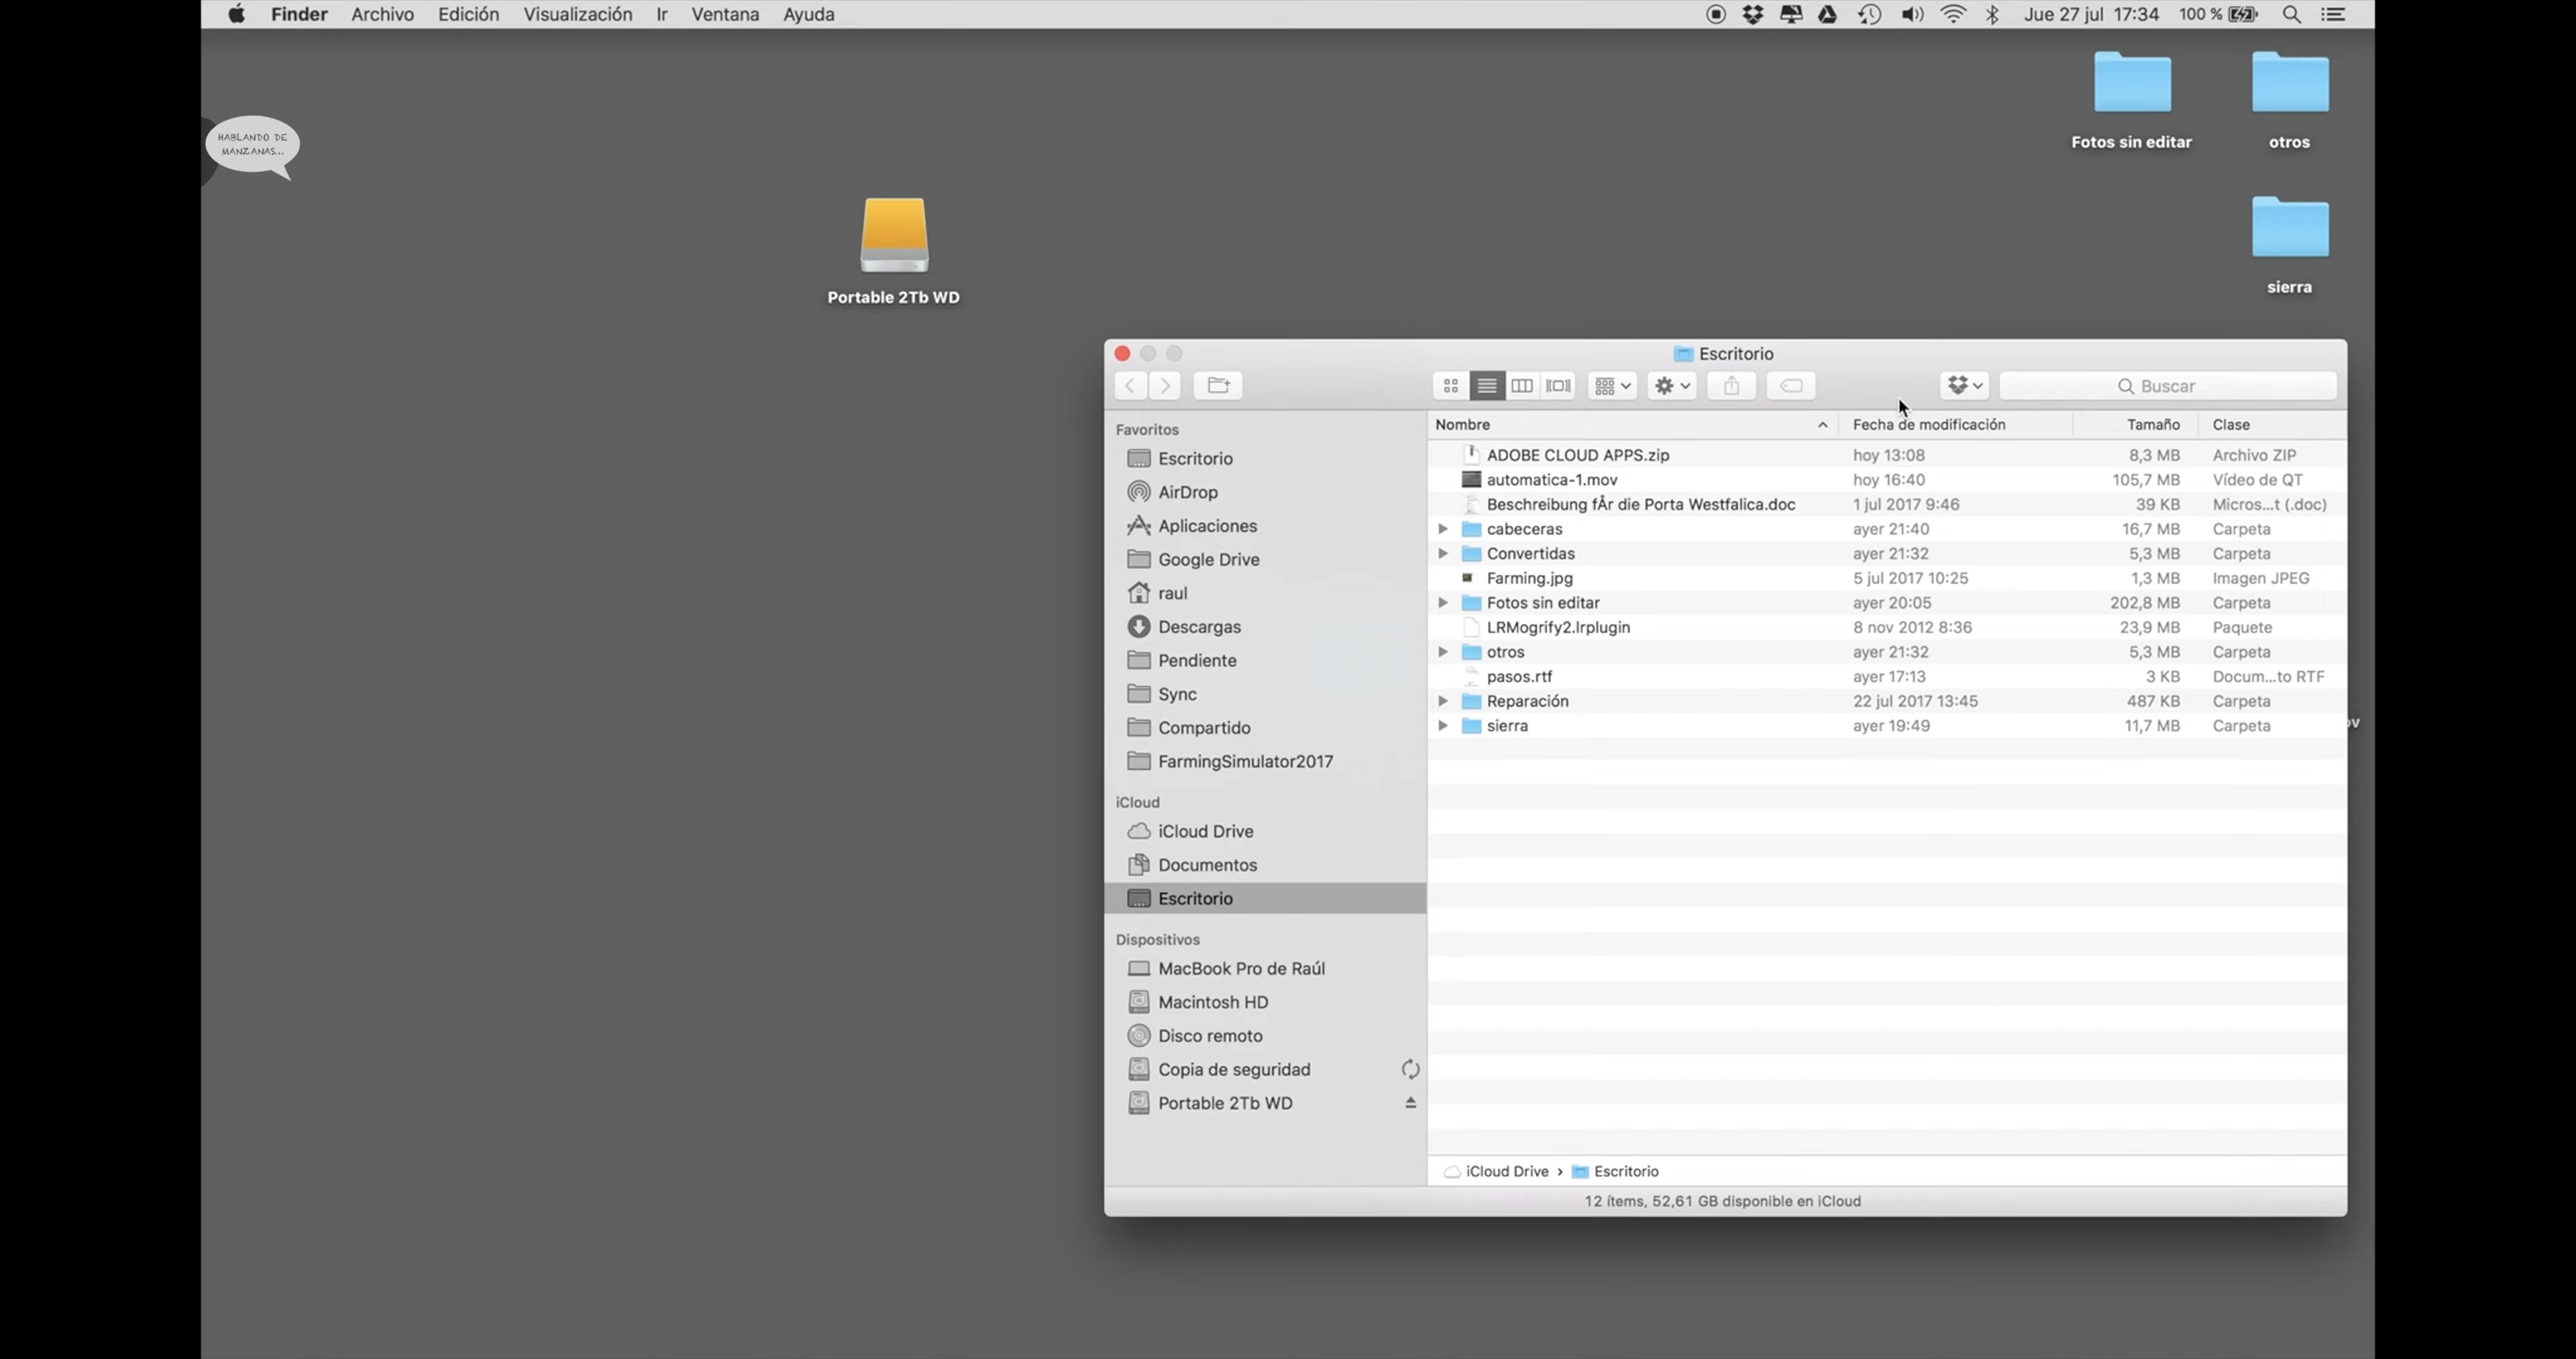 Finder Archivo Edición Visualización Ir Ventana Ayuda Jue 27 jul 17:34 100 %
HABLANDO DE
MANZANAS...
Fotos sin editar otros
sierra
Portable 2Tb WD
Escritorio
Buscar
Favoritos
Escritorio
AirDrop
Aplicaciones
Google Drive
raul
Descargas
Pendiente
Sync
Compartido
FarmingSimulator2017
iCloud
iCloud Drive
Documentos
Escritorio
Dispositivos
MacBook Pro de Raúl
Macintosh HD
Disco remoto
Copia de seguridad
Portable 2Tb WD
Nombre Fecha de modificación Tamaño Clase
ADOBE CLOUD APPS.zip hoy 13:08 8,3 MB Archivo ZIP
automatica-1.mov hoy 16:40 105,7 MB Vídeo de QT
Beschreibung fÅr die Porta Westfalica.doc 1 jul 2017 9:46 39 KB Micros...t (.doc)
cabeceras ayer 21:40 16,7 MB Carpeta
Convertidas ayer 21:32 5,3 MB Carpeta
Farming.jpg 5 jul 2017 10:25 1,3 MB Imagen JPEG
Fotos sin editar ayer 20:05 202,8 MB Carpeta
LRMogrify2.lrplugin 8 nov 2012 8:36 23,9 MB Paquete
otros ayer 21:32 5,3 MB Carpeta
pasos.rtf ayer 17:13 3 KB Docum...to RTF
Reparación 22 jul 2017 13:45 487 KB Carpeta
sierra ayer 19:49 11,7 MB Carpeta
iCloud Drive › Escritorio
12 ítems, 52,61 GB disponible en iCloud